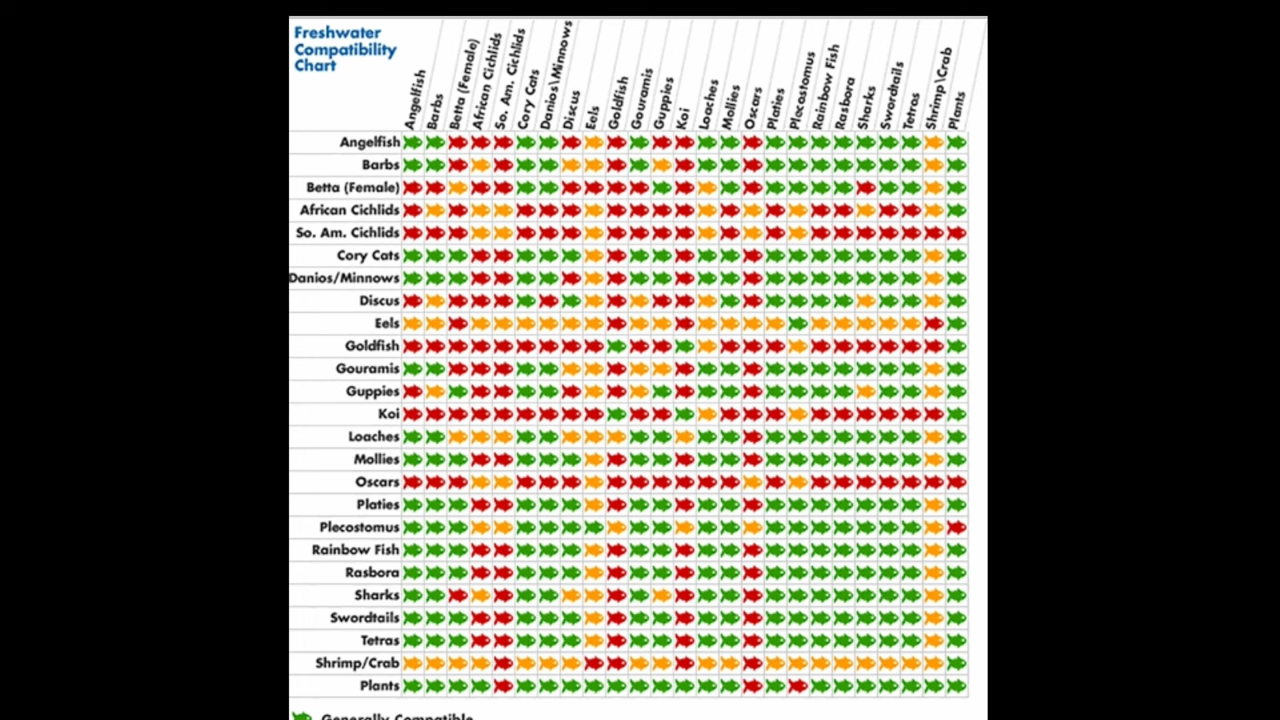 Freshwater
Compatibility
Chart
Angelfish
Barbs
Betta (Female)
African Cichlids
So. Am. Cichlids
Cory Cats
Danios\Minnows
Discus
Eels
Goldfish
Gouramis
Guppies
Koi
Loaches
Mollies
Oscars
Platies
Plecostomus
Rainbow Fish
Rasbora
Sharks
Swordtails
Tetras
Shrimp\Crab
Plants
Angelfish
Barbs
Betta (Female)
African Cichlids
So. Am. Cichlids
Cory Cats
Danios/Minnows
Discus
Eels
Goldfish
Gouramis
Guppies
Koi
Loaches
Mollies
Oscars
Platies
Plecostomus
Rainbow Fish
Rasbora
Sharks
Swordtails
Tetras
Shrimp/Crab
Plants
Generally Compatible